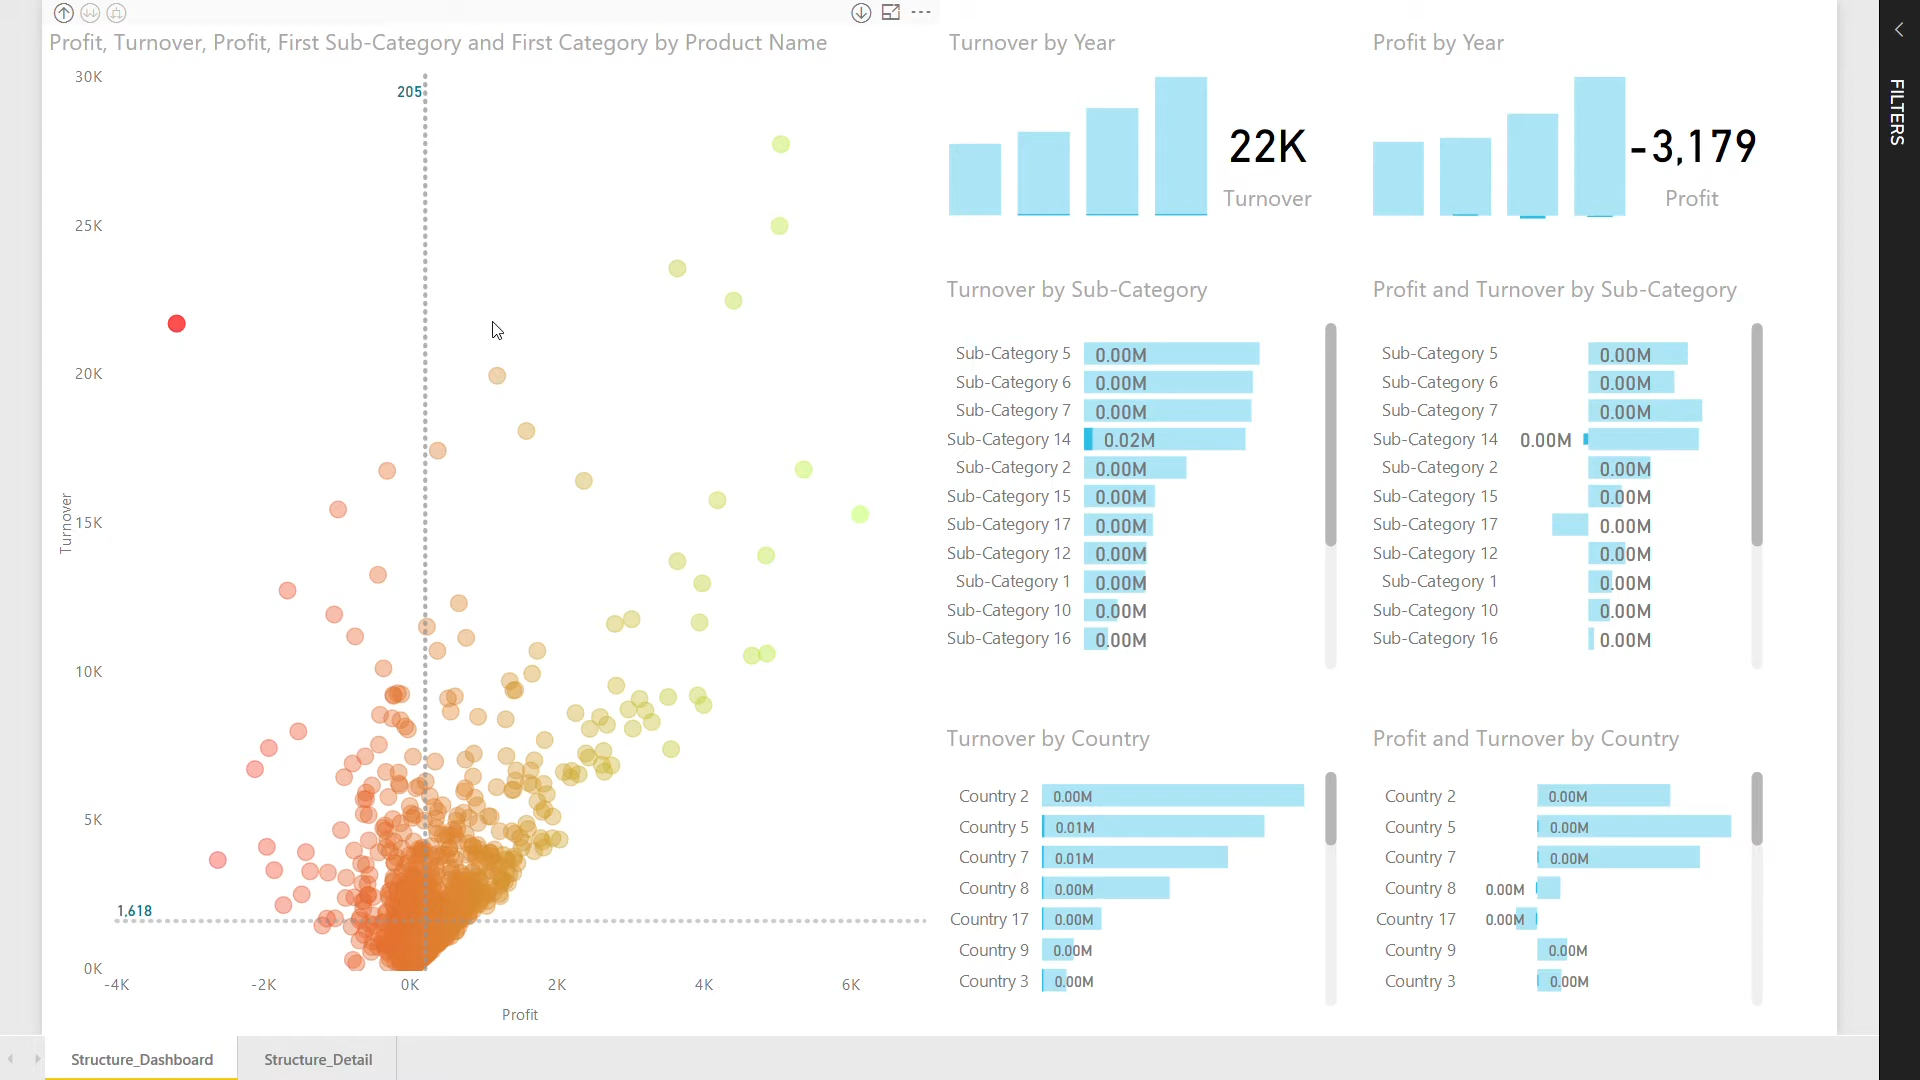 Profit, Turnover, Profit, First Sub-Category and First Category by Product Name
30K
25K
20K
15K
10K
5K
0K
Turnover
205
1,618
-4K
-2K
0K
2K
4K
6K
Profit
Turnover by Year
22K
Turnover
Profit by Year
-3,179
Profit
Turnover by Sub-Category
Sub-Category 5 0.00M
Sub-Category 6 0.00M
Sub-Category 7 0.00M
Sub-Category 14 0.02M
Sub-Category 2 0.00M
Sub-Category 15 0.00M
Sub-Category 17 0.00M
Sub-Category 12 0.00M
Sub-Category 1 0.00M
Sub-Category 10 0.00M
Sub-Category 16 0.00M
Profit and Turnover by Sub-Category
Sub-Category 5 0.00M
Sub-Category 6 0.00M
Sub-Category 7 0.00M
Sub-Category 14 0.00M
Sub-Category 2 0.00M
Sub-Category 15 0.00M
Sub-Category 17 0.00M
Sub-Category 12 0.00M
Sub-Category 1 0.00M
Sub-Category 10 0.00M
Sub-Category 16 0.00M
Turnover by Country
Country 2 0.00M
Country 5 0.01M
Country 7 0.01M
Country 8 0.00M
Country 17 0.00M
Country 9 0.00M
Country 3 0.00M
Profit and Turnover by Country
Country 2 0.00M
Country 5 0.00M
Country 7 0.00M
Country 8 0.00M
Country 17 0.00M
Country 9 0.00M
Country 3 0.00M
FILTERS
Structure_Dashboard
Structure_Detail